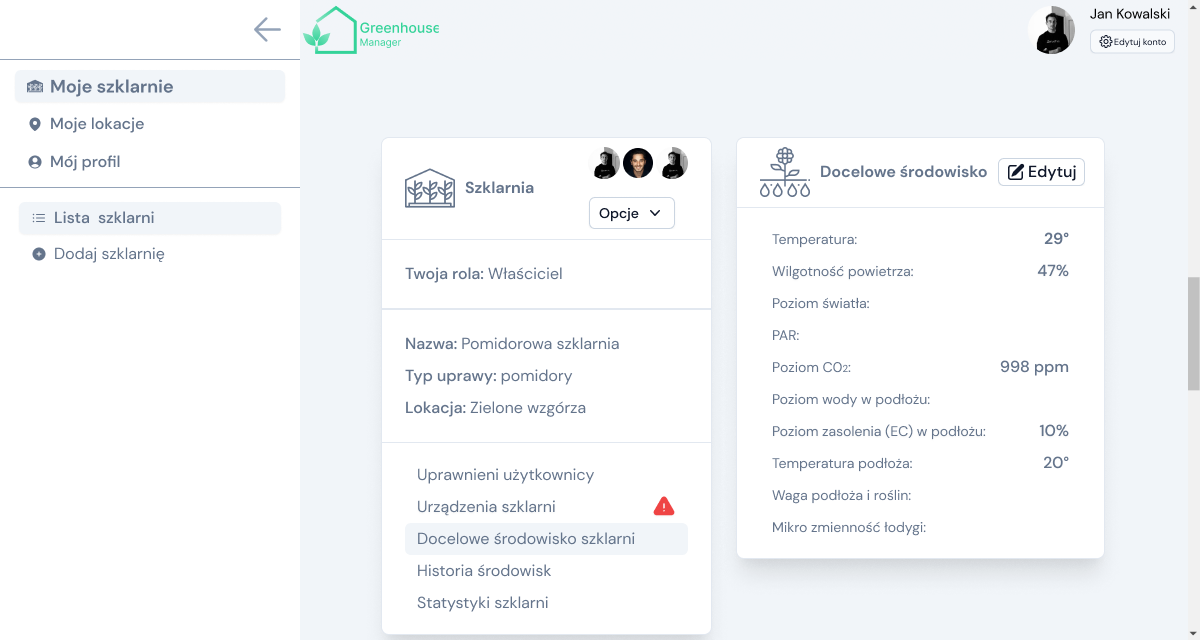 Greenhouse
Manager
Jan Kowalski
Edytuj konto
Moje szklarnie
Moje lokacje
Mój profil
Lista szklarni
Dodaj szklarnię
Szklarnia
Opcje
Twoja rola: Właściciel
Nazwa: Pomidorowa szklarnia
Typ uprawy: pomidory
Lokacja: Zielone wzgórza
Uprawnieni użytkownicy
Urządzenia szklarni
Docelowe środowisko szklarni
Historia środowisk
Statystyki szklarni
Docelowe środowisko
Edytuj
Temperatura: 29°
Wilgotność powietrza: 47%
Poziom światła:
PAR:
Poziom CO₂: 998 ppm
Poziom wody w podłożu:
Poziom zasolenia (EC) w podłożu: 10%
Temperatura podłoża: 20°
Waga podłoża i roślin:
Mikro zmienność łodygi: